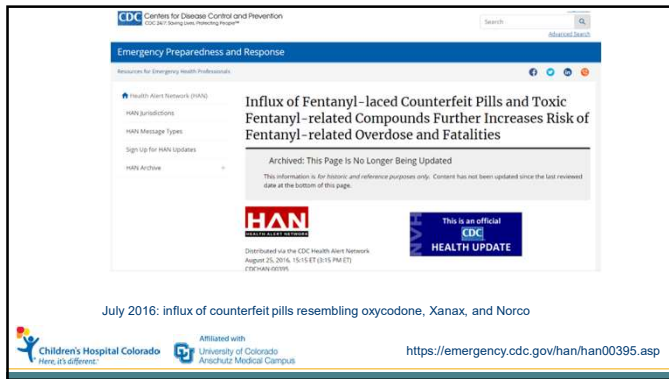 CDC Centers for Disease Control and Prevention
CDC 24/7: Saving Lives, Protecting People™
Search
Advanced Search
Emergency Preparedness and Response
Resources for Emergency Health Professionals
Health Alert Network (HAN)
HAN Jurisdictions
HAN Message Types
Sign Up for HAN Updates
HAN Archive
Influx of Fentanyl-laced Counterfeit Pills and Toxic
Fentanyl-related Compounds Further Increases Risk of
Fentanyl-related Overdose and Fatalities
Archived: This Page Is No Longer Being Updated
This information is for historic and reference purposes only. Content has not been updated since the last reviewed
date at the bottom of this page.
HAN
HEALTH ALERT NETWORK
Distributed via the CDC Health Alert Network
August 25, 2016, 15:15 ET (3:15 PM ET)
CDCHAN-00395
HAN
This is an official
CDC
HEALTH UPDATE
July 2016: influx of counterfeit pills resembling oxycodone, Xanax, and Norco
Children's Hospital Colorado
Here, it's different.™
Affiliated with
University of Colorado
Anschutz Medical Campus
https://emergency.cdc.gov/han/han00395.asp